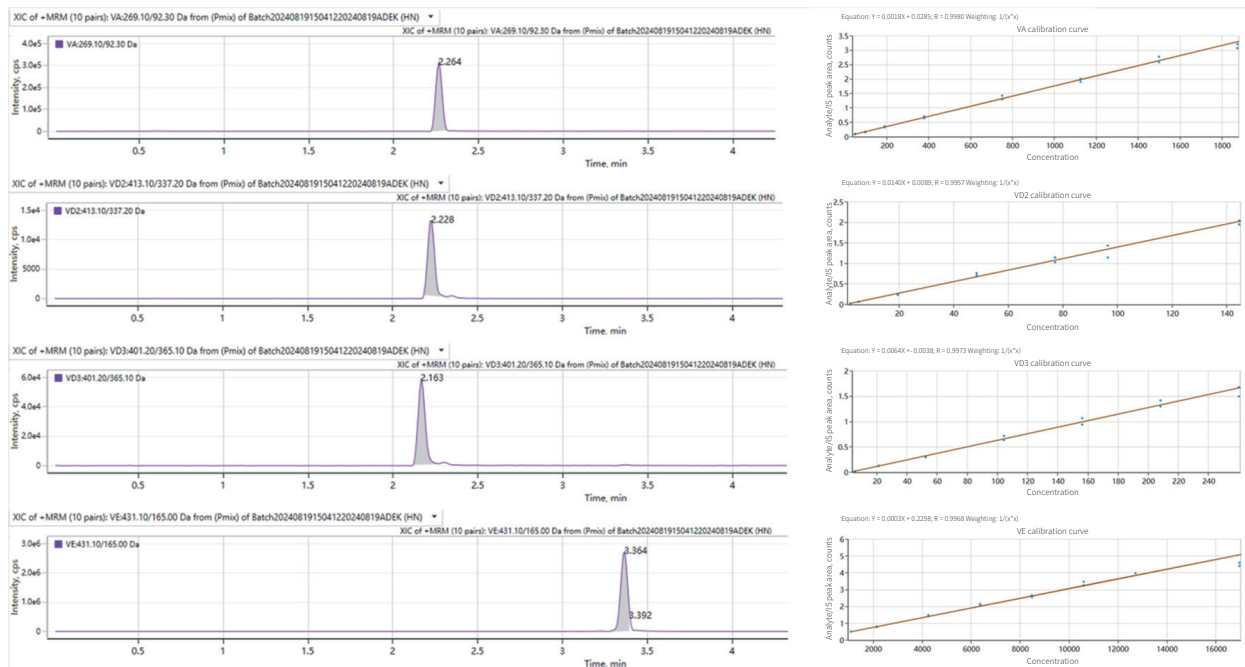 XIC of +MRM (10 pairs): VA:269.10/92.30 Da from (Pmix) of Batch2024081915041220240819ADEK (HN)
XIC of +MRM (10 pairs): VA:269.10/92.30 Da from (Pmix) of Batch2024081915041220240819ADEK (HN)
VA:269.10/92.30 Da
Intensity, cps
4.0e5
3.0e5
2.0e5
1.0e5
0
2.264
0.5 1 1.5 2 2.5 3 3.5 4
Time, min
Equation: Y = 0.0018X + 0.0285; R = 0.9980 Weighting: 1/(x*x)
VA calibration curve
Analyte/IS peak area, counts
3.5
3
2.5
2
1.5
1
0.5
0
200 400 600 800 1000 1200 1400 1600 1800
Concentration
XIC of +MRM (10 pairs): VD2:413.10/337.20 Da from (Pmix) of Batch2024081915041220240819ADEK (HN)
XIC of +MRM (10 pairs): VD2:413.10/337.20 Da from (Pmix) of Batch2024081915041220240819ADEK (HN)
VD2:413.10/337.20 Da
Intensity, cps
1.5e4
1.0e4
5000
0
2.228
0.5 1 1.5 2 2.5 3 3.5 4
Time, min
Equation: Y = 0.0140X + 0.0089; R = 0.9957 Weighting: 1/(x*x)
VD2 calibration curve
Analyte/IS peak area, counts
2.5
2
1.5
1
0.5
0
20 40 60 80 100 120 140
Concentration
XIC of +MRM (10 pairs): VD3:401.20/365.10 Da from (Pmix) of Batch2024081915041220240819ADEK (HN)
XIC of +MRM (10 pairs): VD3:401.20/365.10 Da from (Pmix) of Batch2024081915041220240819ADEK (HN)
VD3:401.20/365.10 Da
Intensity, cps
6.0e4
4.0e4
2.0e4
0
2.163
0.5 1 1.5 2 2.5 3 3.5 4
Time, min
Equation: Y = 0.0064X +- 0.0038; R = 0.9973 Weighting: 1/(x*x)
VD3 calibration curve
Analyte/IS peak area, counts
2
1.5
1
0.5
0
20 40 60 80 100 120 140 160 180 200 220 240
Concentration
XIC of +MRM (10 pairs): VE:431.10/165.00 Da from (Pmix) of Batch2024081915041220240819ADEK (HN)
XIC of +MRM (10 pairs): VE:431.10/165.00 Da from (Pmix) of Batch2024081915041220240819ADEK (HN)
VE:431.10/165.00 Da
Intensity, cps
3.0e6
2.0e6
1.0e6
0
3.364
3.392
0.5 1 1.5 2 2.5 3 3.5 4
Time, min
Equation: Y = 0.0003X + 0.2298; R = 0.9968 Weighting: 1/(x*x)
VE calibration curve
Analyte/IS peak area, counts
6
5
4
3
2
1
0
2000 4000 6000 8000 10000 12000 14000 16000
Concentration